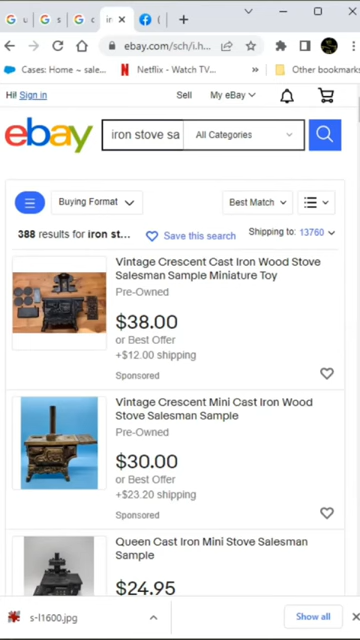 ebay.com/sch/i.h...
Cases: Home ~ sale...
Netflix - Watch TV...
»
Other bookmarks
Hi! Sign in
Sell
My eBay
ebay
iron stove sa
All Categories
Buying Format
Best Match
388 results for iron st...
Save this search
Shipping to: 13760
Vintage Crescent Cast Iron Wood Stove
Salesman Sample Miniature Toy
Pre-Owned
$38.00
or Best Offer
+$12.00 shipping
Sponsored
Vintage Crescent Mini Cast Iron Wood
Stove Salesman Sample
Pre-Owned
$30.00
or Best Offer
+$23.20 shipping
Sponsored
Queen Cast Iron Mini Stove Salesman
Sample
$24.95
s-l1600.jpg
Show all